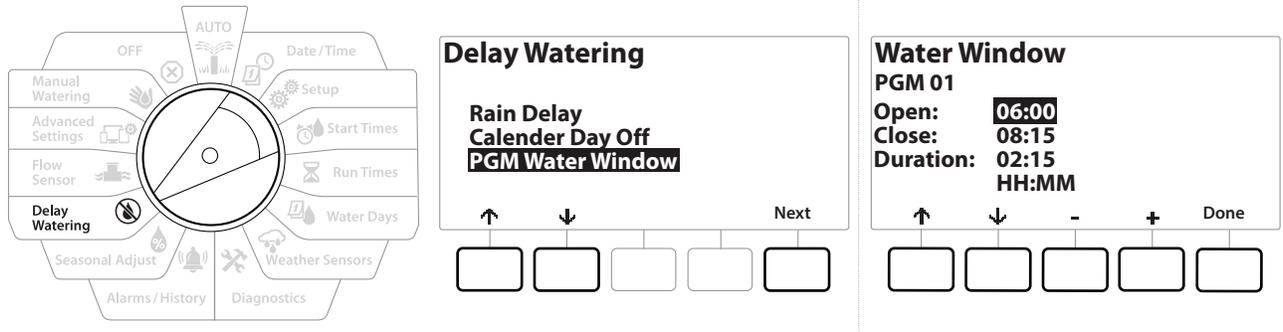 AUTO
Date/Time
Setup
Start Times
Run Times
Water Days
Weather Sensors
Diagnostics
Alarms/History
Seasonal Adjust
%
Delay
Watering
Flow
Sensor
Advanced
Settings
Manual
Watering
OFF
1
1
Delay Watering
Rain Delay
Calender Day Off
PGM Water Window
Next
Water Window
PGM 01
Open: 06:00
Close: 08:15
Duration: 02:15
HH:MM
- + Done